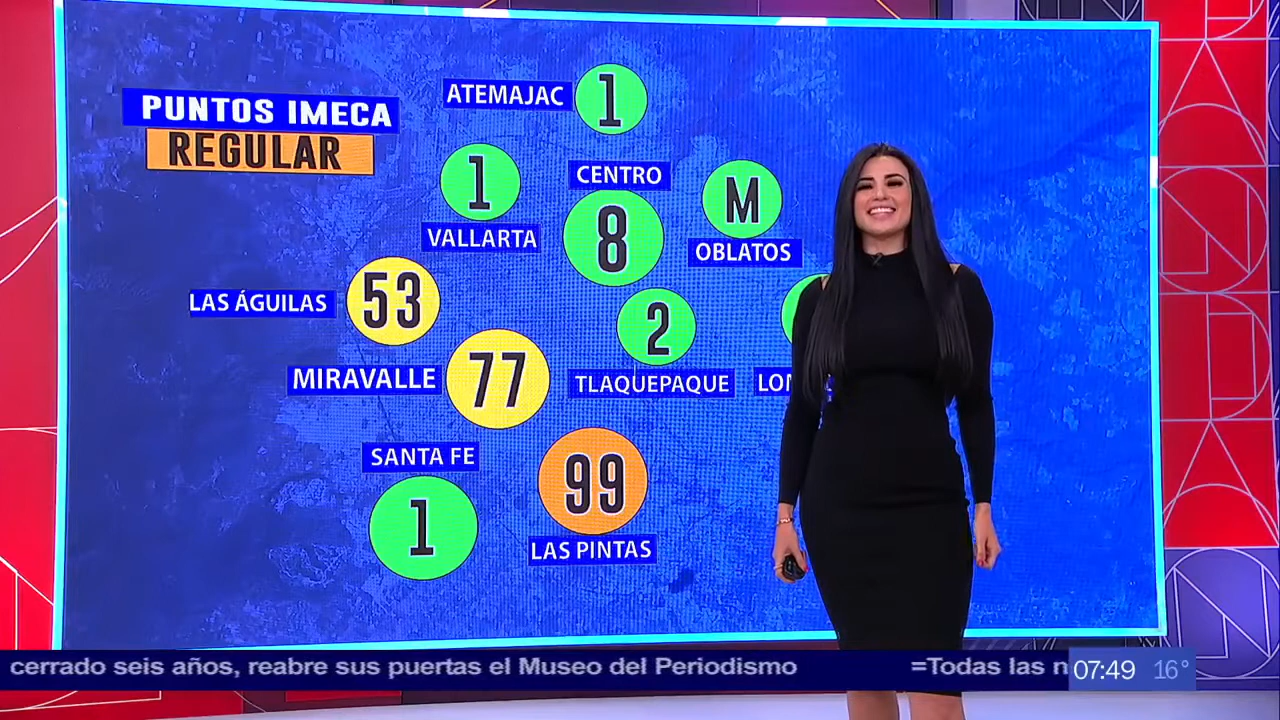 PUNTOS IMECA
REGULAR
ATEMAJAC
1
1
VALLARTA
CENTRO
8
M
OBLATOS
LAS ÁGUILAS
53
2
TLAQUEPAQUE
MIRAVALLE
77
LON
SANTA FE
1
99
LAS PINTAS
cerrado seis años, reabre sus puertas el Museo del Periodismo
=Todas las n
07:49 16°